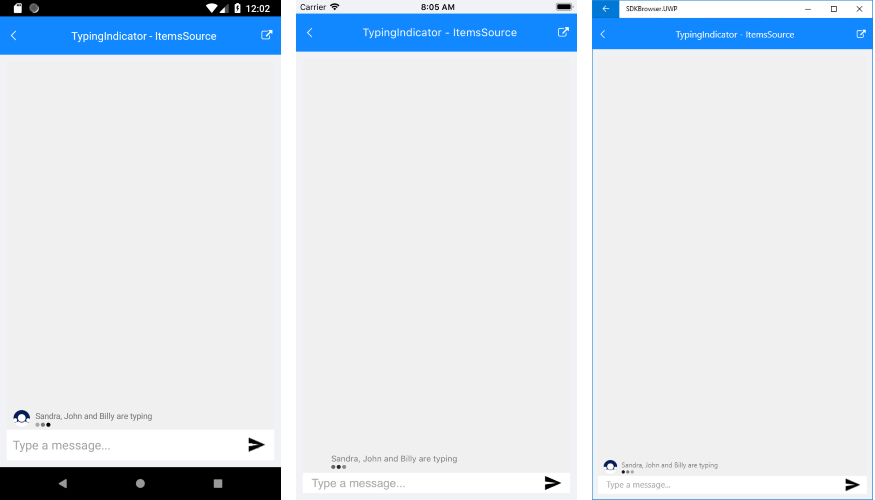 12:02
TypingIndicator - ItemsSource
Sandra, John and Billy are typing
Type a message...
Carrier 8:05 AM
TypingIndicator - ItemsSource
Sandra, John and Billy are typing
Type a message...
SDKBrowser.UWP
TypingIndicator - ItemsSource
Sandra, John and Billy are typing
Type a message...